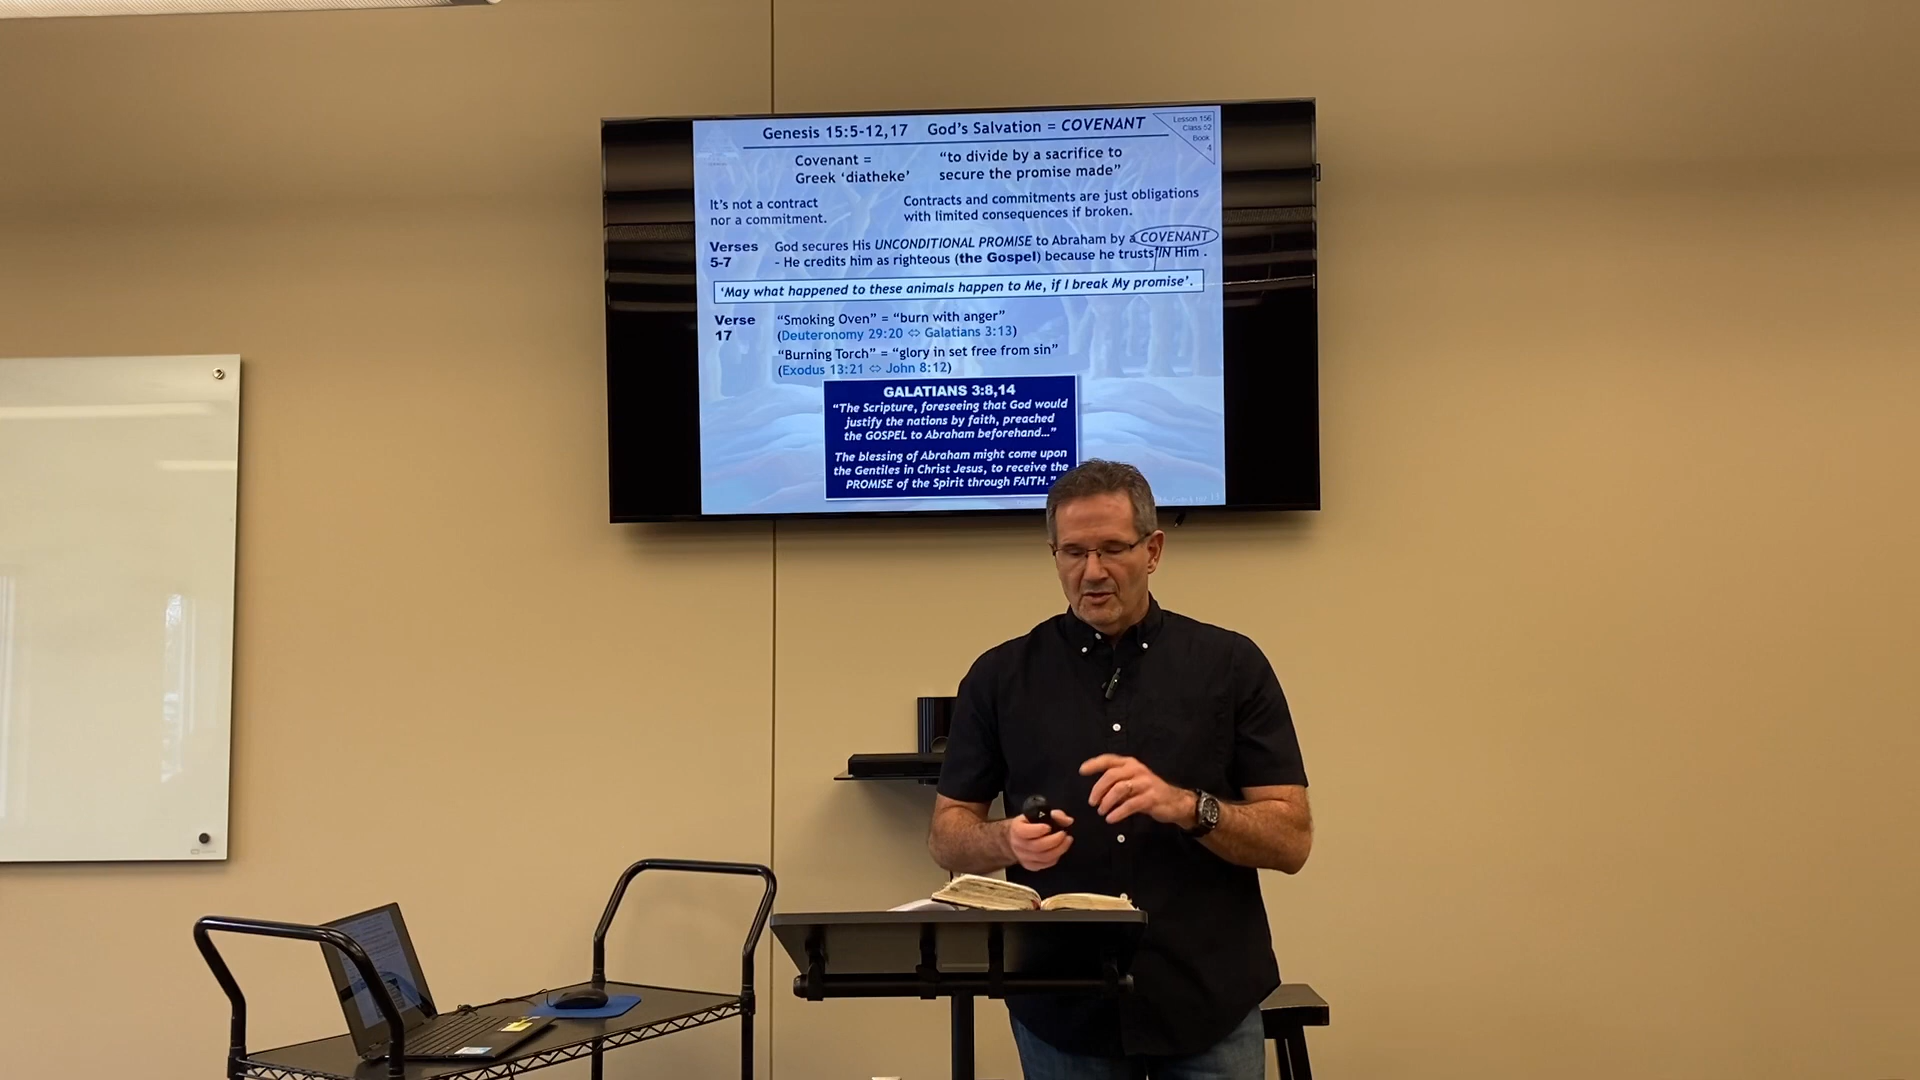 Genesis 15:5-12,17 God's Salvation = COVENANT
Lesson 156
Class 52
Book
4
Covenant =
Greek 'diatheke'
"to divide by a sacrifice to
secure the promise made"
It's not a contract
nor a commitment.
Contracts and commitments are just obligations
with limited consequences if broken.
Verses
5-7
God secures His UNCONDITIONAL PROMISE to Abraham by a COVENANT
- He credits him as righteous (the Gospel) because he trusts IN Him .
'May what happened to these animals happen to Me, if I break My promise'.
Verse
17
"Smoking Oven" = "burn with anger"
(Deuteronomy 29:20 <=> Galatians 3:13)
"Burning Torch" = "glory in set free from sin"
(Exodus 13:21 <=> John 8:12)
GALATIANS 3:8,14
"The Scripture, foreseeing that God would
justify the nations by faith, preached
the GOSPEL to Abraham beforehand..."
The blessing of Abraham might come upon
the Gentiles in Christ Jesus, to receive the
PROMISE of the Spirit through FAITH."